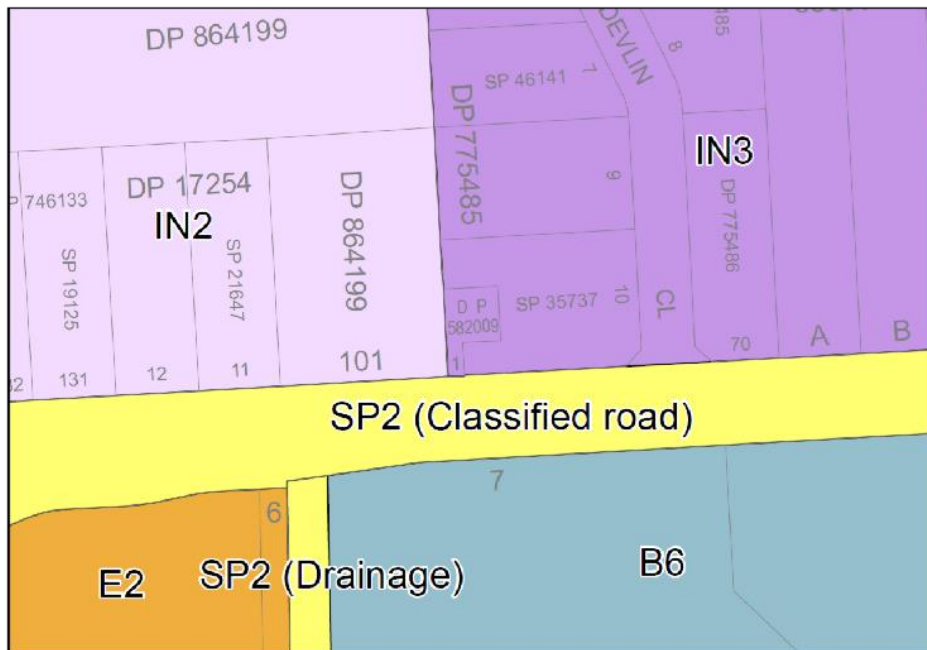 DP 864199
DEVLIN
8
485
7
SP 46141
DP 775485
IN3
DP 17254
IN2
P 746133
SP 19125
SP 21647
DP 864199
9
DP 775486
D P
582009
SP 35737
10
CL
1
70
A
B
32
131
12
11
101
SP2 (Classified road)
7
6
E2
SP2 (Drainage)
B6